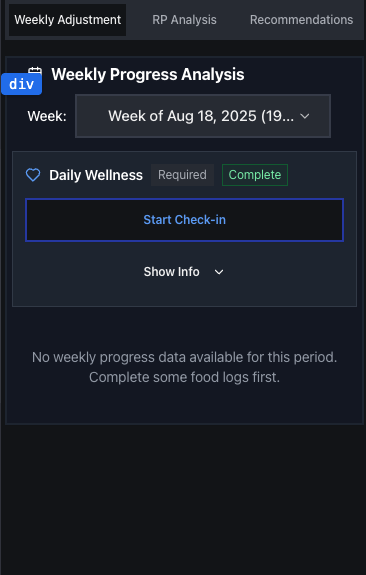 Weekly Adjustment RP Analysis Recommendations
Weekly Progress Analysis
div
Week: Week of Aug 18, 2025 (19...
Daily Wellness Required Complete
Start Check-in
Show Info
No weekly progress data available for this period.
Complete some food logs first.